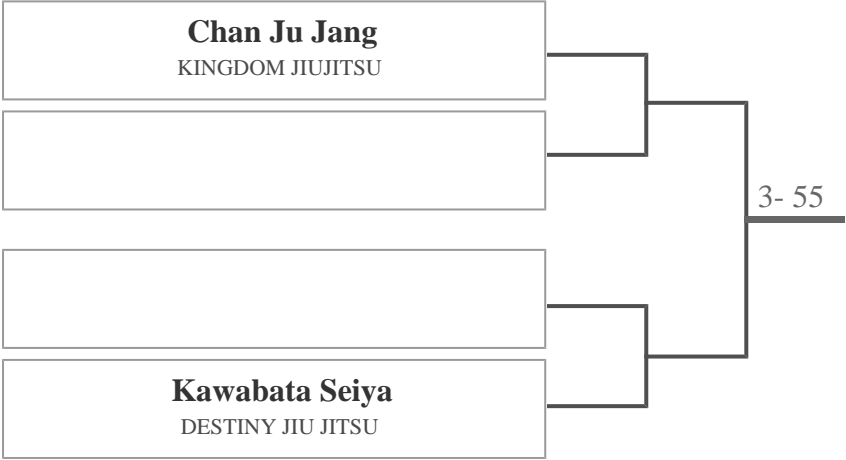 Chan Ju Jang
KINGDOM JIUJITSU
3- 55
Kawabata Seiya
DESTINY JIU JITSU